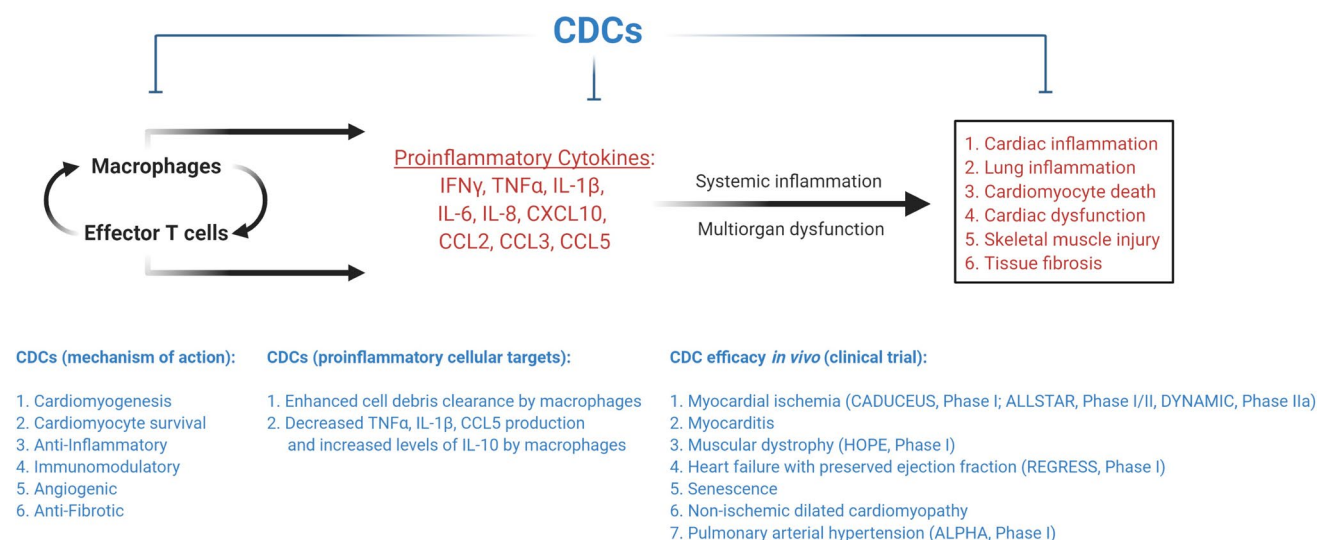 CDCs
Macrophages
Effector T cells
Proinflammatory Cytokines:
IFNγ, TNFα, IL-1β,
IL-6, IL-8, CXCL10,
CCL2, CCL3, CCL5
Systemic inflammation
Multiorgan dysfunction
1. Cardiac inflammation
2. Lung inflammation
3. Cardiomyocyte death
4. Cardiac dysfunction
5. Skeletal muscle injury
6. Tissue fibrosis
CDCs (mechanism of action):
1. Cardiomyogenesis
2. Cardiomyocyte survival
3. Anti-Inflammatory
4. Immunomodulatory
5. Angiogenic
6. Anti-Fibrotic
CDCs (proinflammatory cellular targets):
1. Enhanced cell debris clearance by macrophages
2. Decreased TNFα, IL-1β, CCL5 production
and increased levels of IL-10 by macrophages
CDC efficacy in vivo (clinical trial):
1. Myocardial ischemia (CADUCEUS, Phase I; ALLSTAR, Phase I/II, DYNAMIC, Phase IIa)
2. Myocarditis
3. Muscular dystrophy (HOPE, Phase I)
4. Heart failure with preserved ejection fraction (REGRESS, Phase I)
5. Senescence
6. Non-ischemic dilated cardiomyopathy
7. Pulmonary arterial hypertension (ALPHA, Phase I)